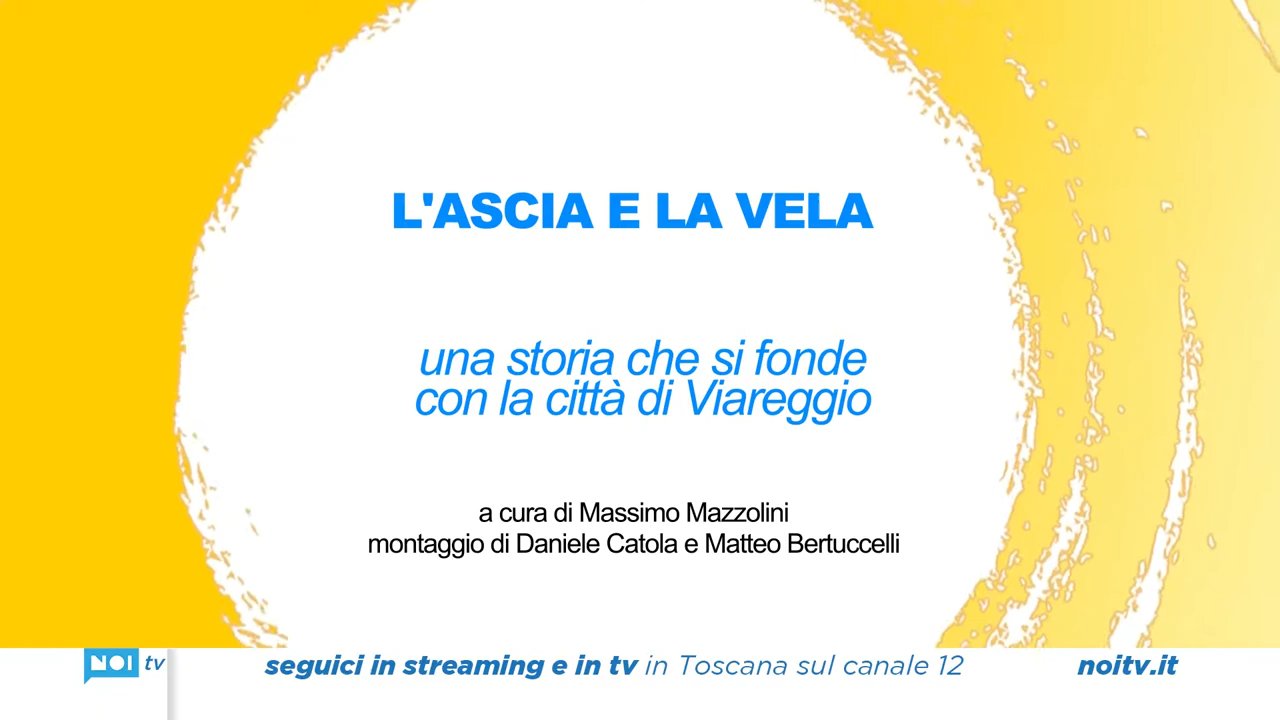 L'ASCIA E LA VELA
una storia che si fonde
con la città di Viareggio
a cura di Massimo Mazzolini
montaggio di Daniele Catola e Matteo Bertuccelli
NOI tv seguici in streaming e in tv in Toscana sul canale 12 noitv.it